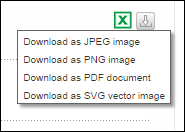 Download as JPEG image
Download as PNG image
Download as PDF document
Download as SVG vector image